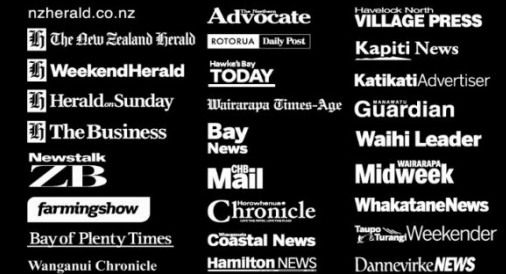 nzherald.co.nz
The New Zealand Herald
WeekendHerald
Herald on Sunday
The Business
Newstalk
ZB
farmingshow
Bay of Plenty Times
Wanganui Chronicle
The Northern
Advocate
ROTORUA Daily Post
Hawke's Bay
TODAY
Wairarapa Times-Age
Bay
News
CHB
Mail
Horowhenua
Chronicle
Coastal News
Hamilton NEWS
Havelock North
VILLAGE PRESS
Kapiti News
KatikatiAdvertiser
MANAWATU
Guardian
Waihi Leader
WAIRARAPA
Midweek
WhakataneNews
Taupo
& Turangi Weekender
Dannevirke NEWS